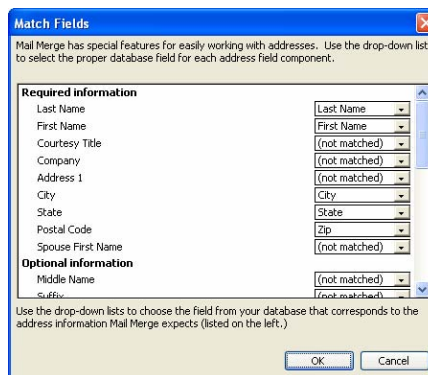 Match Fields
Mail Merge has special features for easily working with addresses. Use the drop-down list
to select the proper database field for each address field component.
Required information
Last Name Last Name
First Name First Name
Courtesy Title (not matched)
Company (not matched)
Address 1 (not matched)
City City
State State
Postal Code Zip
Spouse First Name (not matched)
Optional information
Middle Name (not matched)
Suffix (not matched)
Use the drop-down lists to choose the field from your database that corresponds to the
address information Mail Merge expects (listed on the left.)
OK Cancel